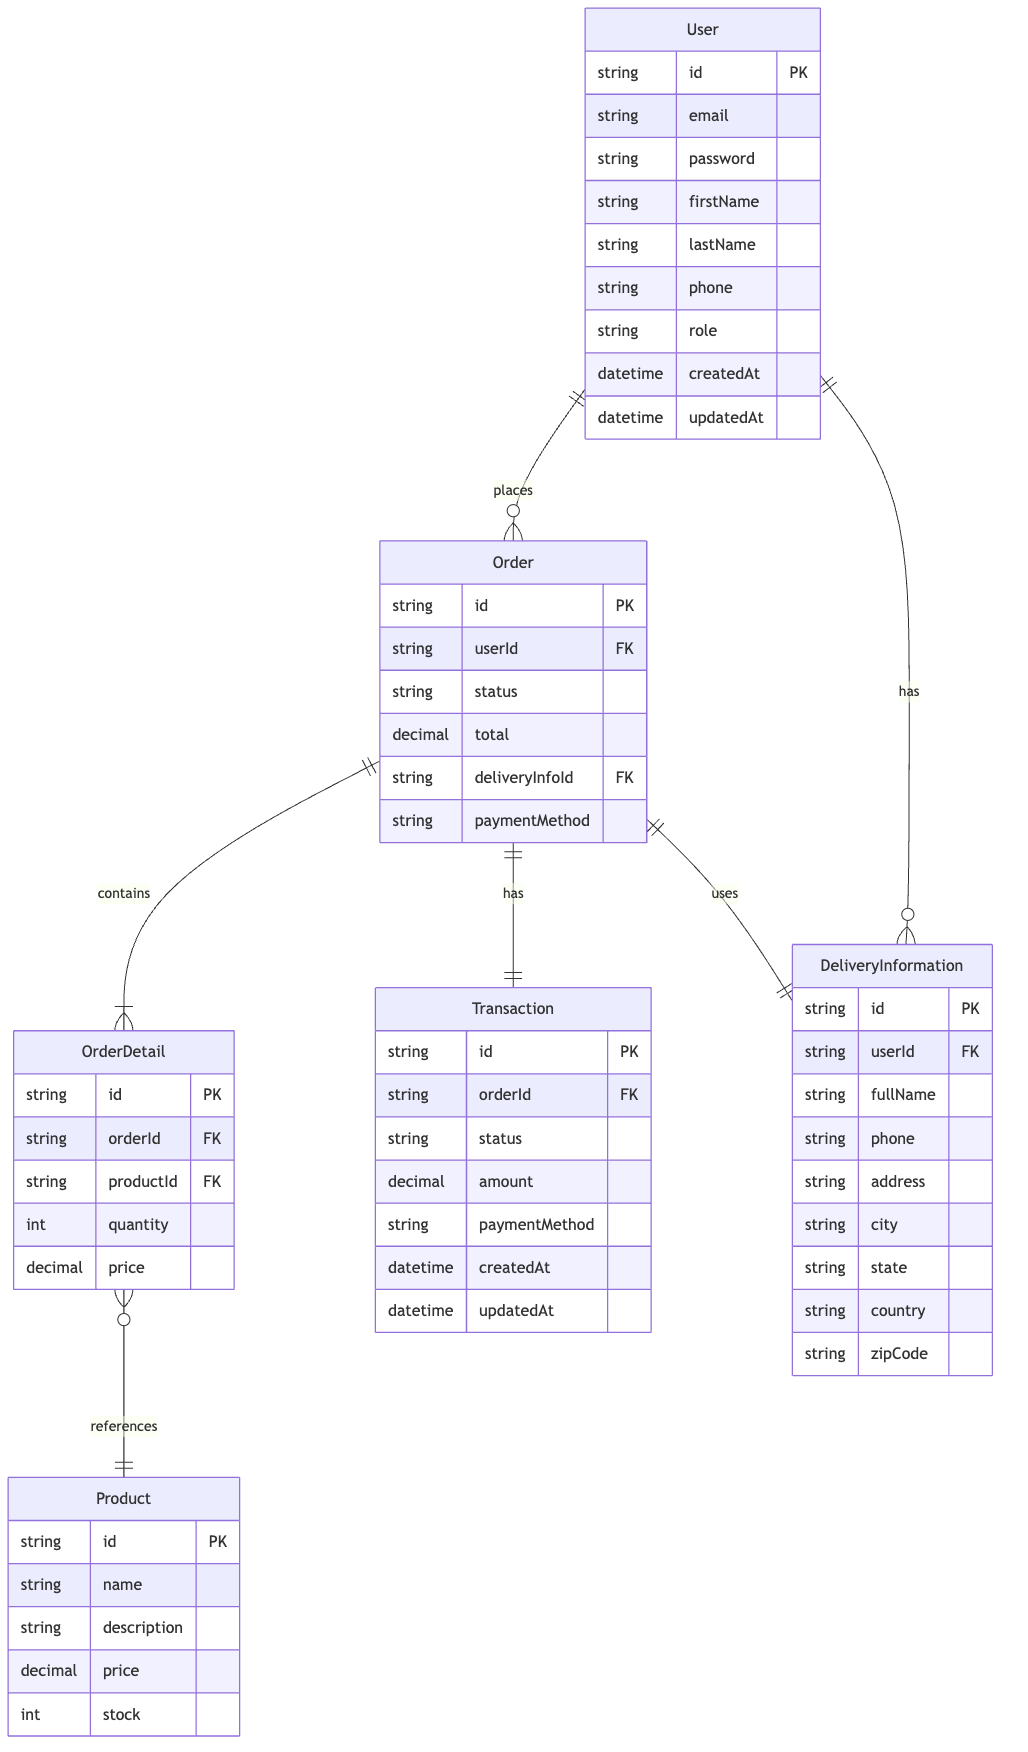 User
string id PK
string email
string password
string firstName
string lastName
string phone
string role
datetime createdAt
datetime updatedAt
places
has
Order
string id PK
string userId FK
string status
decimal total
string deliveryInfoId FK
string paymentMethod
contains
has
uses
OrderDetail
string id PK
string orderId FK
string productId FK
int quantity
decimal price
Transaction
string id PK
string orderId FK
string status
decimal amount
string paymentMethod
datetime createdAt
datetime updatedAt
DeliveryInformation
string id PK
string userId FK
string fullName
string phone
string address
string city
string state
string country
string zipCode
references
Product
string id PK
string name
string description
decimal price
int stock